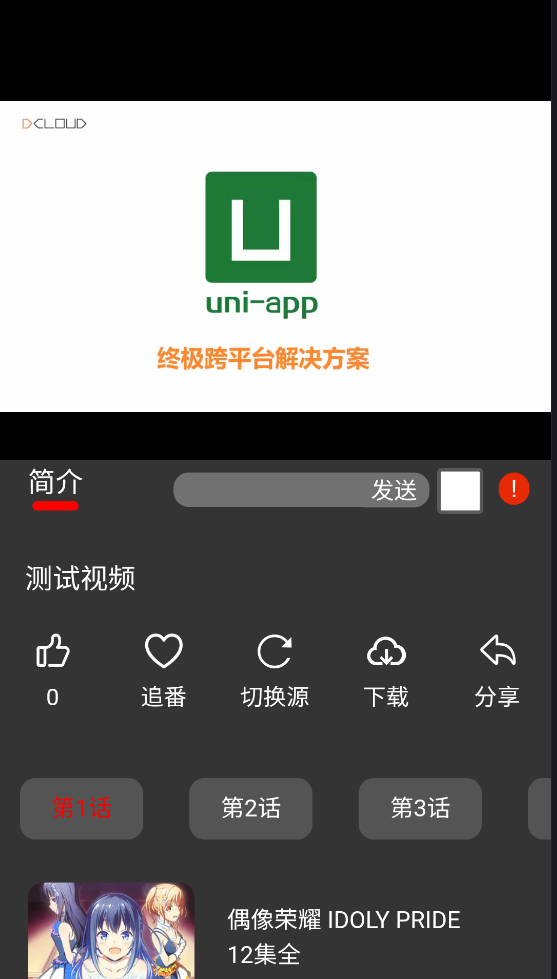 DCLOUD
uni-app
终极跨平台解决方案
简介
发送
!
测试视频
0 追番 切换源 下载 分享
第1话 第2话 第3话
偶像荣耀 IDOLY PRIDE
12集全